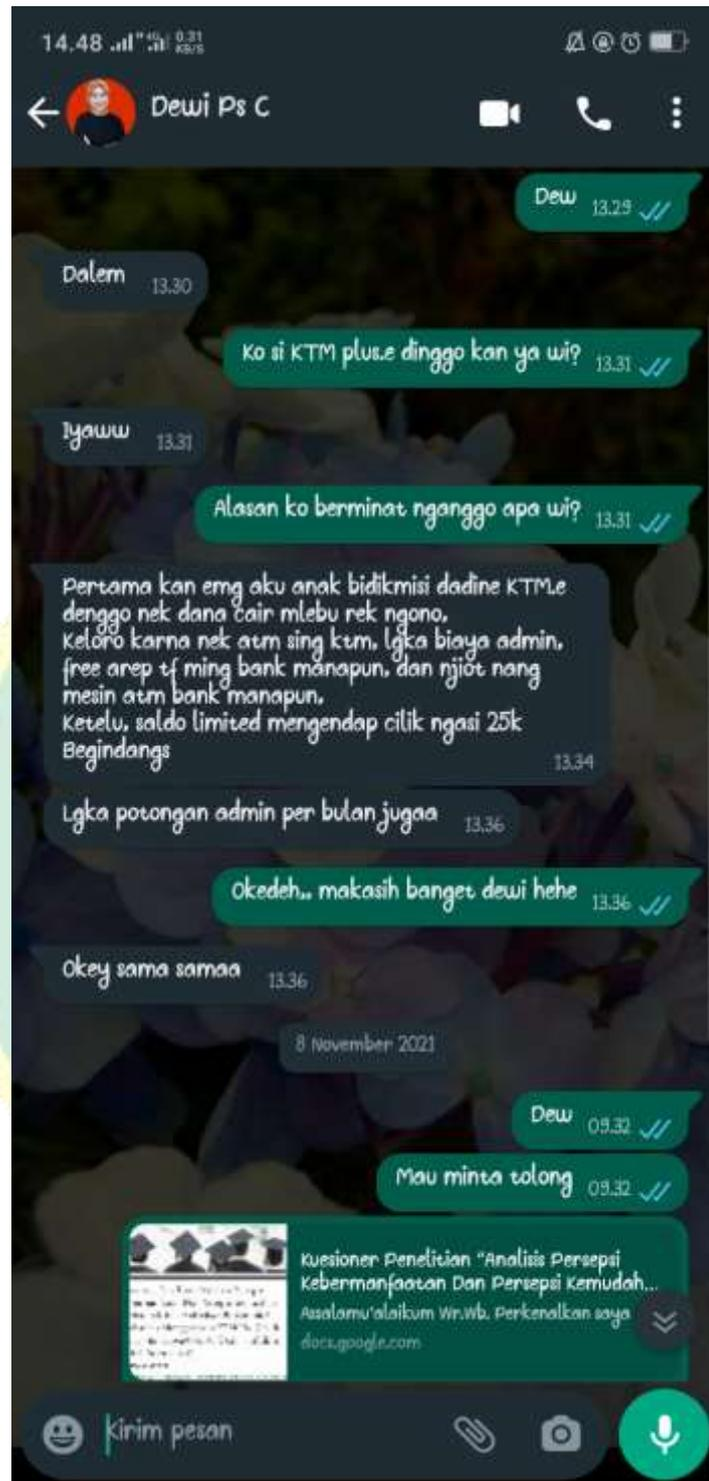 14.48 4G 0.31 KB/S
Dewi Ps C
Dew 13.29
Dalem 13.30
Ko si KTM plus.e dinggo kan ya wi? 13.31
Iyaww 13.31
Alasan ko berminat nganggo apa wi? 13.31
Pertama kan emg aku anak bidikmisi dadine KTM.e
denggo nek dana cair mlebu rek ngono.
Keloro karna nek atm sing ktm. lgka biaya admin.
free arep tf ming bank manapun. dan njiot nang
mesin atm bank manapun.
Ketelu. saldo limited mengendap cilik ngasi 25k
Begindangs
13.34
Lgka potongan admin per bulan jugaa 13.36
Okedeh.. makasih banget dewi hehe 13.36
Okey sama samaa 13.36
8 November 2021
Dew 09.32
Mau minta tolong 09.32
Kuesioner Penelitian "Analisis Persepsi
Kebermanfaatan Dan Persepsi Kemudah...
Assalamu'alaikum Wr.Wb. Perkenalkan saya
docs.google.com
Kirim pesan